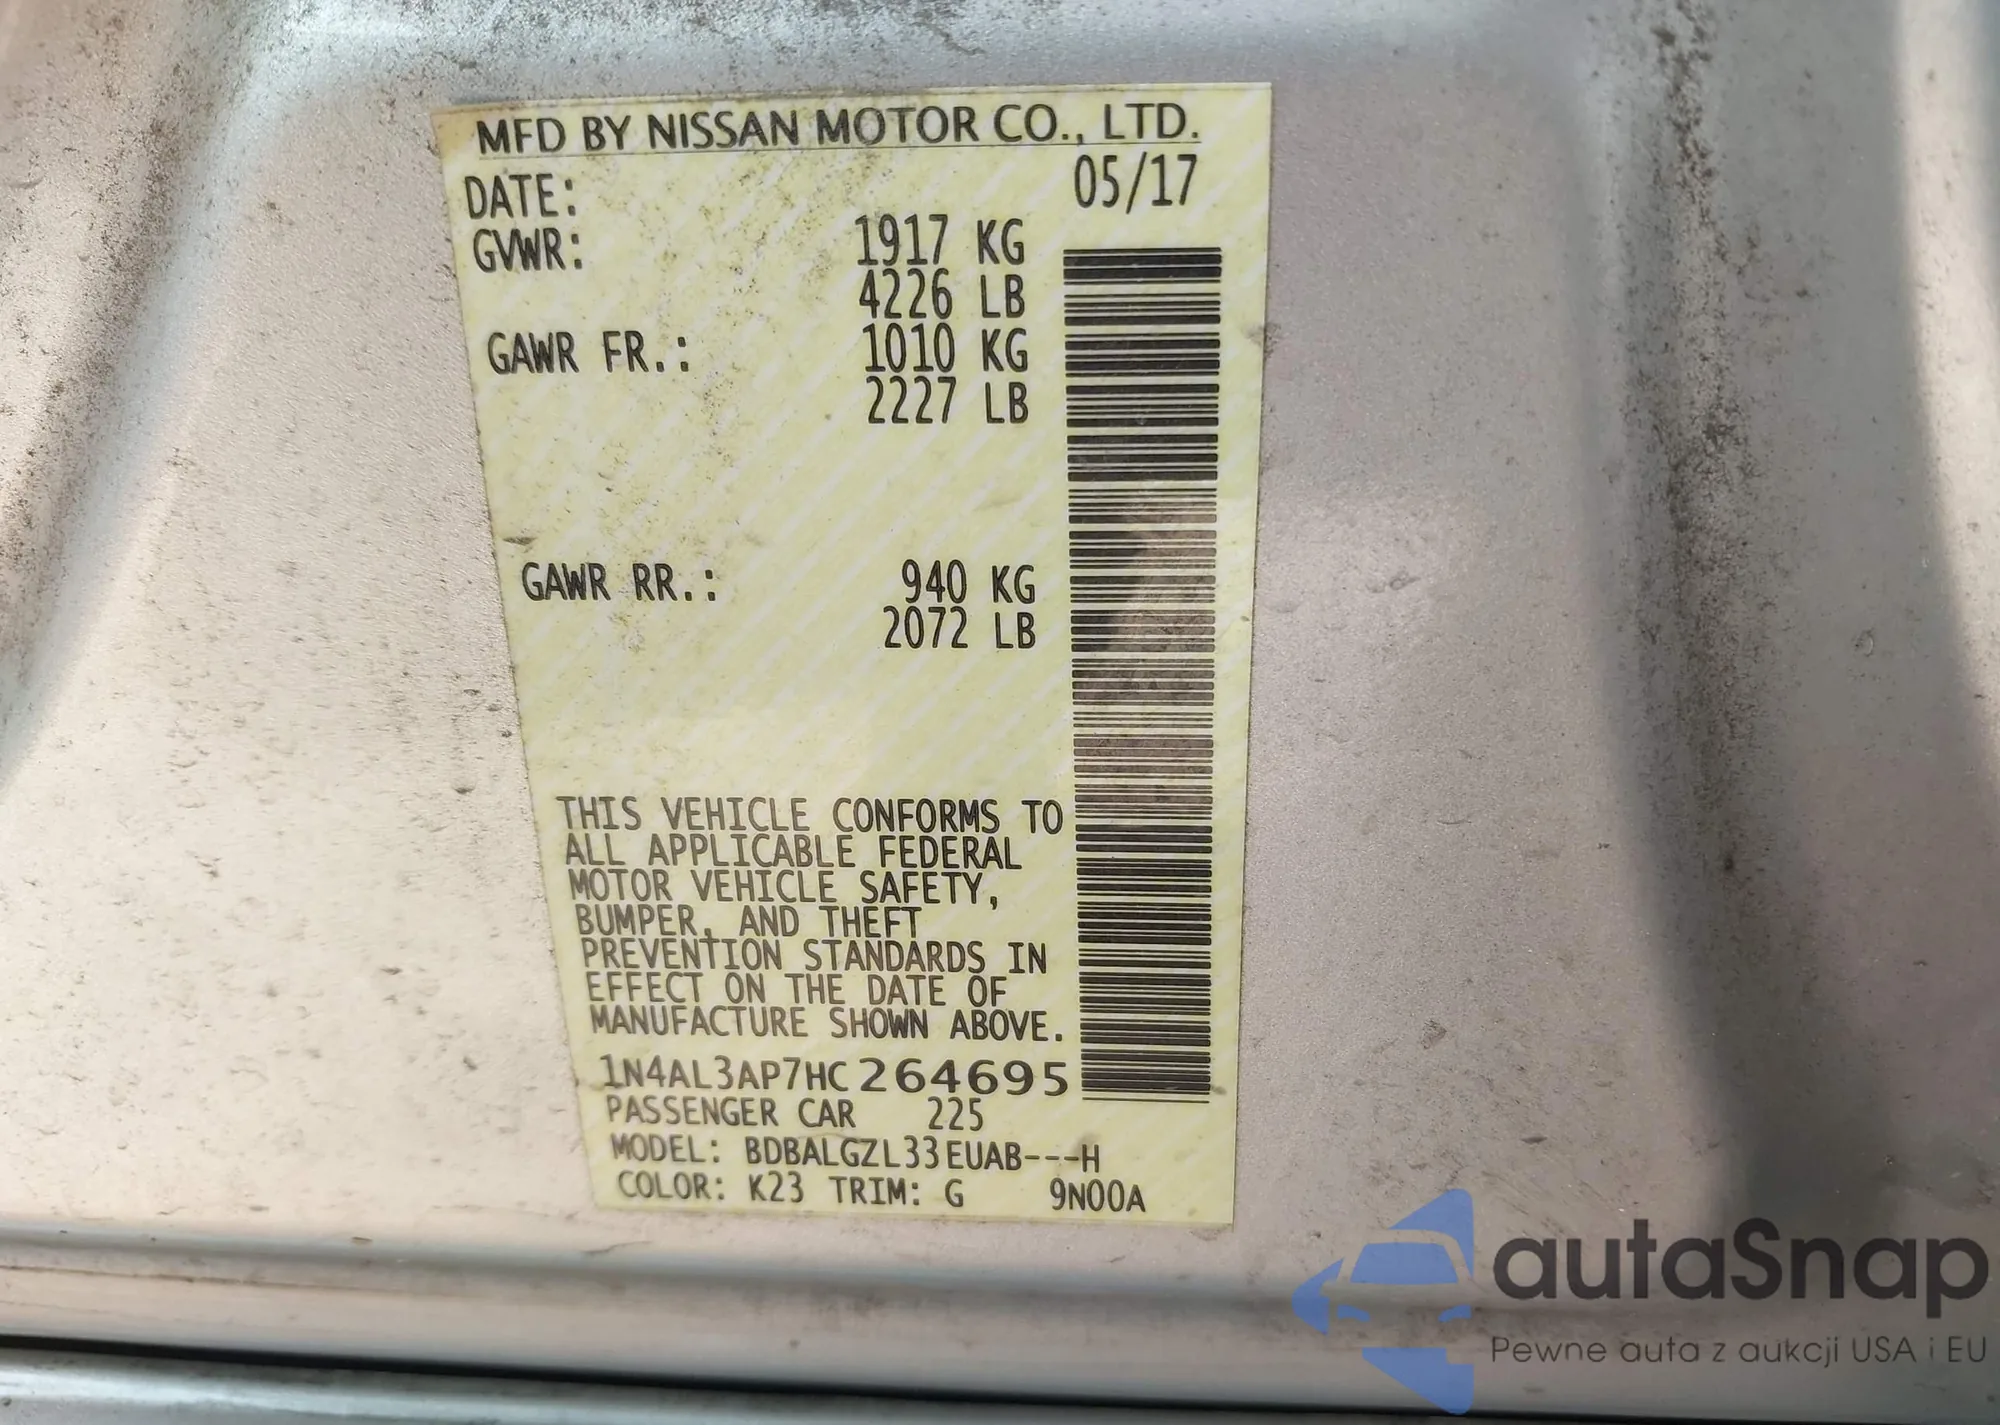 MFD BY NISSAN MOTOR CO., LTD.
DATE: 05/17
GVWR: 1917 KG
4226 LB
GAWR FR.: 1010 KG
2227 LB
GAWR RR.: 940 KG
2072 LB
THIS VEHICLE CONFORMS TO
ALL APPLICABLE FEDERAL
MOTOR VEHICLE SAFETY,
BUMPER, AND THEFT
PREVENTION STANDARDS IN
EFFECT ON THE DATE OF
MANUFACTURE SHOWN ABOVE.
1N4AL3AP7HC264695
PASSENGER CAR 225
MODEL: BDBALGZL33EUAB---H
COLOR: K23 TRIM: G 9N00A
autaSnap
Pewne auta z aukcji USA i EU